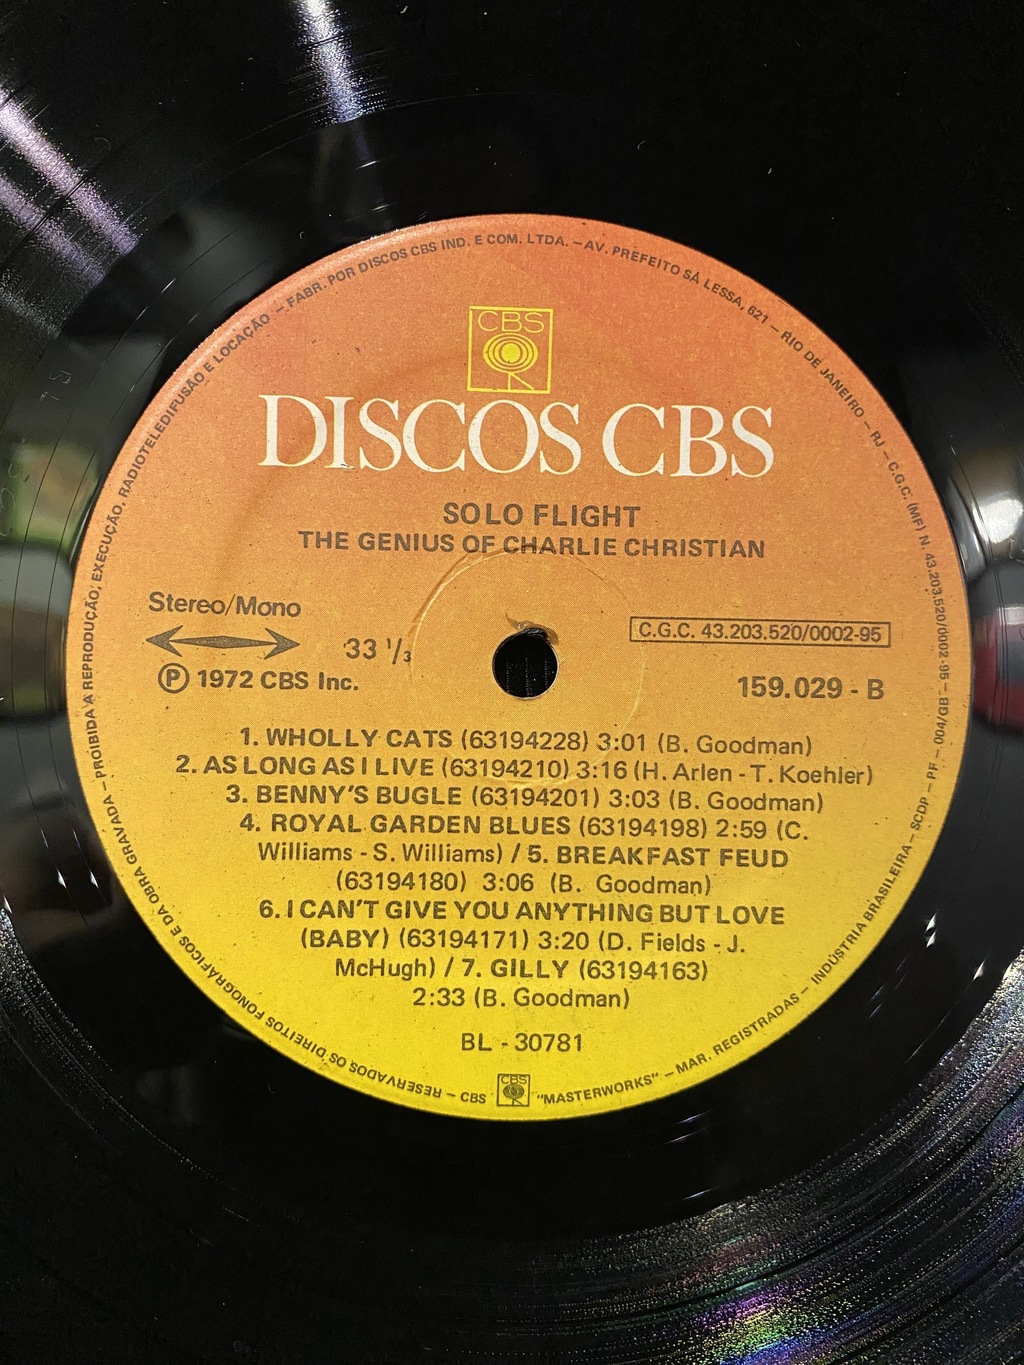 FABR. POR DISCOS CBS IND. E COM. LTDA. - AV. PREFEITO SÁ LESSA, 621 - RIO DE JANEIRO - RJ - C.G.C. (MF) N. 43.203.520/0002-95 - PF - 004/GB - SCDP - INDÚSTRIA BRASILEIRA
CBS
DISCOS CBS
SOLO FLIGHT
THE GENIUS OF CHARLIE CHRISTIAN
Stereo/Mono
33 1/3
C.G.C. 43.203.520/0002-95
℗ 1972 CBS Inc.
159.029 - B
1. WHOLLY CATS (63194228) 3:01 (B. Goodman)
2. AS LONG AS I LIVE (63194210) 3:16 (H. Arlen - T. Koehler)
3. BENNY'S BUGLE (63194201) 3:03 (B. Goodman)
4. ROYAL GARDEN BLUES (63194198) 2:59 (C.
Williams - S. Williams) / 5. BREAKFAST FEUD
(63194180) 3:06 (B. Goodman)
6. I CAN'T GIVE YOU ANYTHING BUT LOVE
(BABY) (63194171) 3:20 (D. Fields - J.
McHugh) / 7. GILLY (63194163)
2:33 (B. Goodman)
BL - 30781
CBS CBS "MASTERWORKS" - MAR. REGISTRADAS -
RESERVADOS OS DIREITOS FONOGRÁFICOS E DA OBRA GRAVADA - PROIBIDA A REPRODUÇÃO, EXECUÇÃO, RADIOTELEDIFUSÃO E LOCAÇÃO -